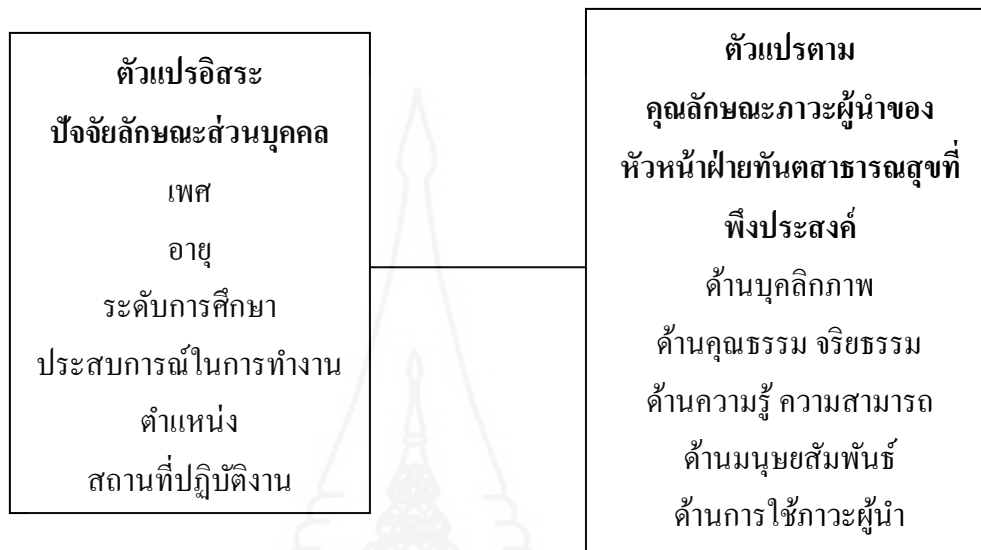 ตัวแปรอิสระ
ปัจจัยลักษณะส่วนบุคคล
เพศ
อายุ
ระดับการศึกษา
ประสบการณ์ในการทำงาน
ตำแหน่ง
สถานที่ปฏิบัติงาน
ตัวแปรตาม
คุณลักษณะภาวะผู้นำของ
หัวหน้าฝ่ายทันตสาธารณสุขที่
พึงประสงค์
ด้านบุคลิกภาพ
ด้านคุณธรรม จริยธรรม
ด้านความรู้ ความสามารถ
ด้านมนุษยสัมพันธ์
ด้านการใช้ภาวะผู้นำ